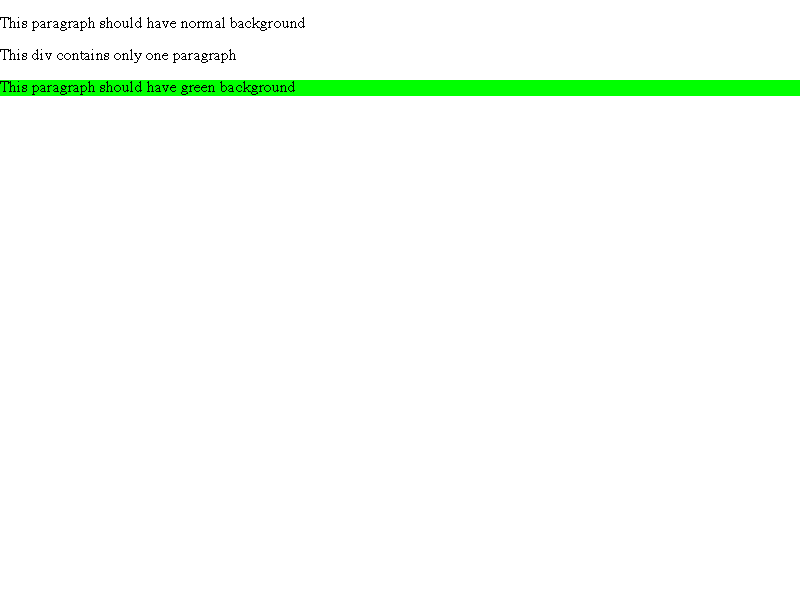 This paragraph should have normal background
This div contains only one paragraph
This paragraph should have green background